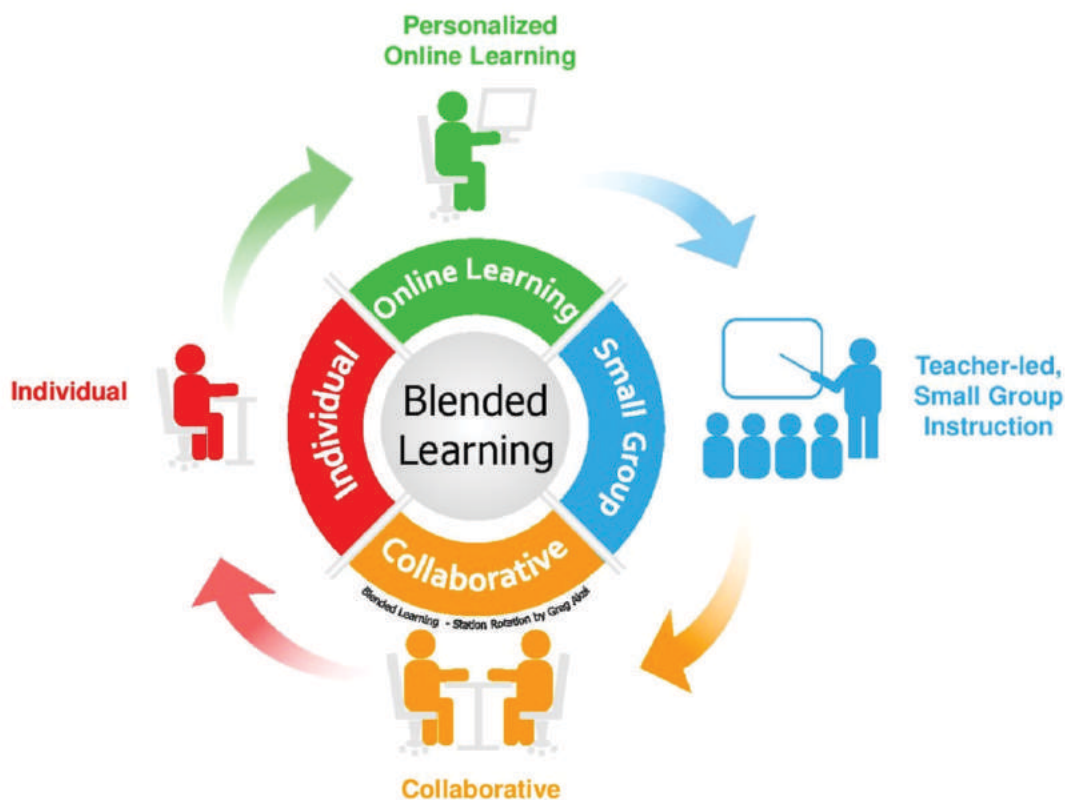 Personalized
Online Learning
Online Learning
Individual
Individual
Blended
Learning
Small Group
Teacher-led,
Small Group
Instruction
Collaborative
Blended Learning - Station Rotation by Greg Akai
Collaborative